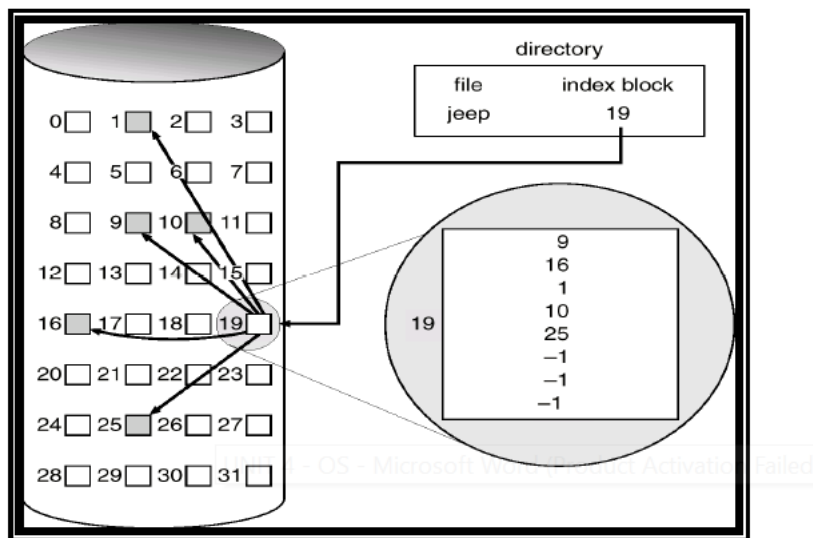 directory
file index block
jeep 19
0 1 2 3
4 5 6 7
8 9 10 11
12 13 14 15
16 17 18 19
20 21 22 23
24 25 26 27
28 29 30 31
19
9
16
1
10
25
–1
–1
–1
UNIT 4 - OS - Microsoft Word (Product Activation Failed